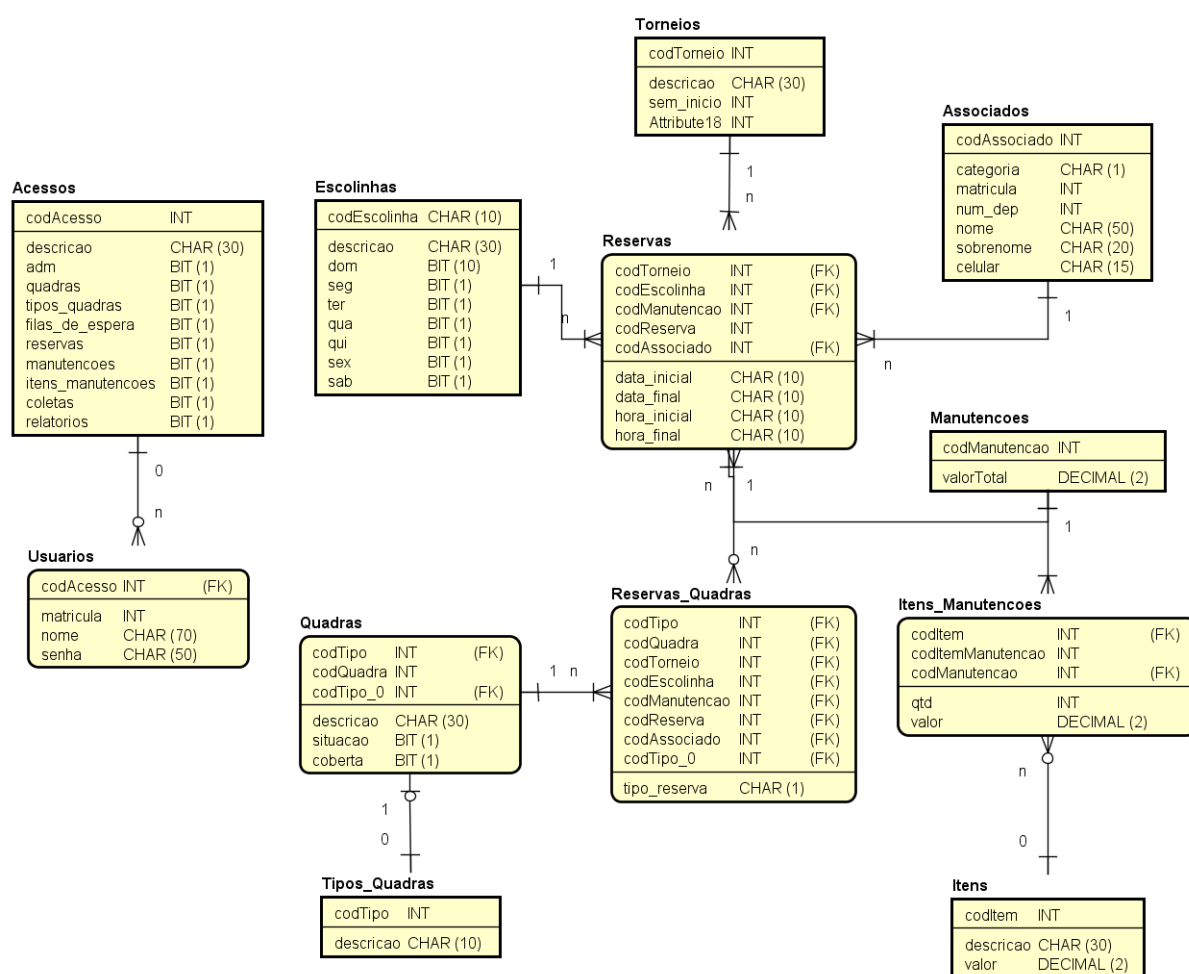 Torneios
codTorneio INT
descricao CHAR (30)
sem_inicio INT
Attribute18 INT
1
n
Associados
codAssociado INT
categoria CHAR (1)
matricula INT
num_dep INT
nome CHAR (50)
sobrenome CHAR (20)
celular CHAR (15)
1
n
Acessos
codAcesso INT
descricao CHAR (30)
adm BIT (1)
quadras BIT (1)
tipos_quadras BIT (1)
filas_de_espera BIT (1)
reservas BIT (1)
manutencoes BIT (1)
itens_manutencoes BIT (1)
coletas BIT (1)
relatorios BIT (1)
0
n
Escolinhas
codEscolinha CHAR (10)
descricao CHAR (30)
dom BIT (10)
seg BIT (1)
ter BIT (1)
qua BIT (1)
qui BIT (1)
sex BIT (1)
sab BIT (1)
1
n
Reservas
codTorneio INT (FK)
codEscolinha INT (FK)
codManutencao INT (FK)
codReserva INT
codAssociado INT (FK)
data_inicial CHAR (10)
data_final CHAR (10)
hora_inicial CHAR (10)
hora_final CHAR (10)
n 1
n
Manutencoes
codManutencao INT
valorTotal DECIMAL (2)
1
Usuarios
codAcesso INT (FK)
matricula INT
nome CHAR (70)
senha CHAR (50)
Quadras
codTipo INT (FK)
codQuadra INT
codTipo_0 INT (FK)
descricao CHAR (30)
situacao BIT (1)
coberta BIT (1)
1 n
1
0
Reservas_Quadras
codTipo INT (FK)
codQuadra INT (FK)
codTorneio INT (FK)
codEscolinha INT (FK)
codManutencao INT (FK)
codReserva INT (FK)
codAssociado INT (FK)
codTipo_0 INT (FK)
tipo_reserva CHAR (1)
Itens_Manutencoes
codItem INT (FK)
codItemManutencao INT
codManutencao INT (FK)
qtd INT
valor DECIMAL (2)
n
0
Tipos_Quadras
codTipo INT
descricao CHAR (10)
Itens
codItem INT
descricao CHAR (30)
valor DECIMAL (2)